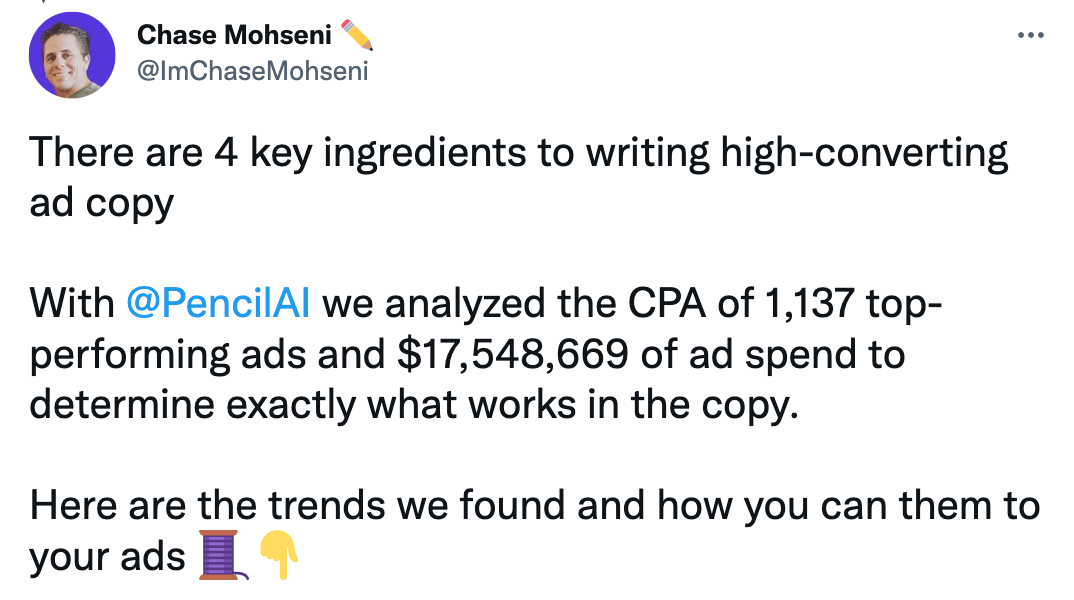 Chase Mohseni ✏️
@ImChaseMohseni
There are 4 key ingredients to writing high-converting
ad copy
With @PencilAI we analyzed the CPA of 1,137 top-
performing ads and $17,548,669 of ad spend to
determine exactly what works in the copy.
Here are the trends we found and how you can them to
your ads 🧵👇